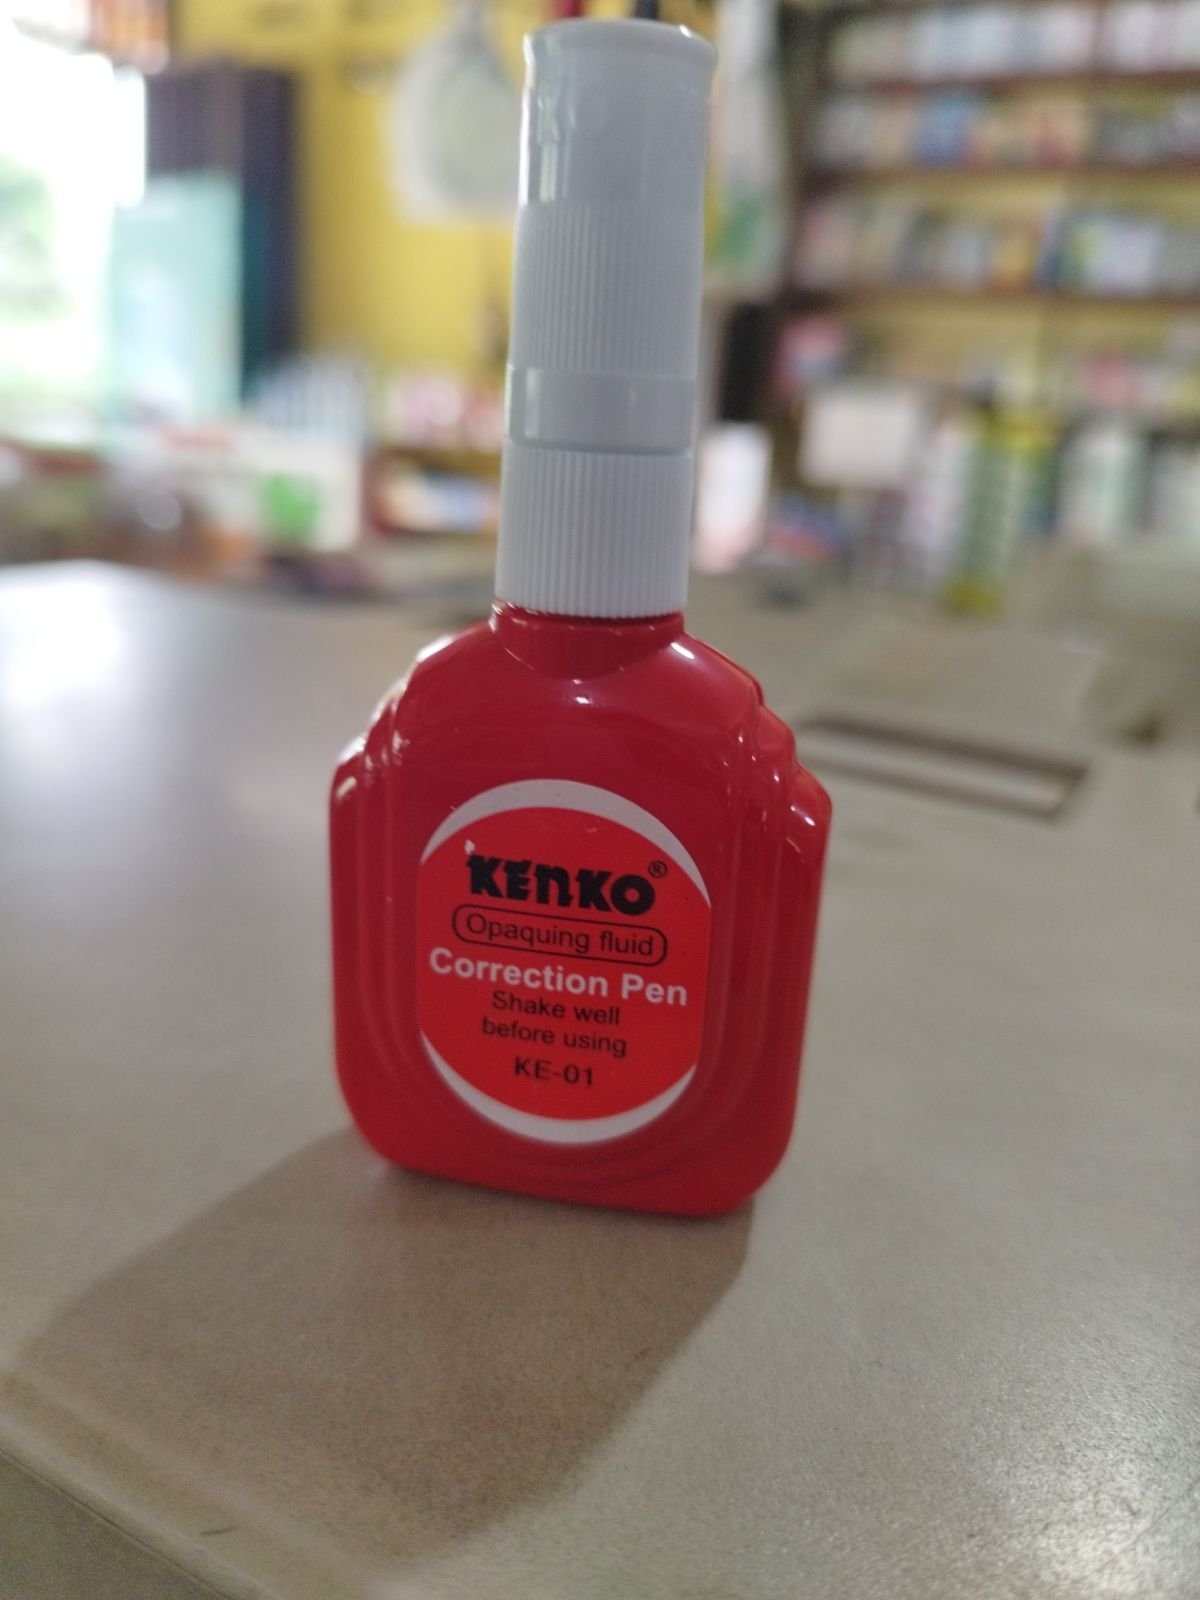 KENKO®
Opaquing fluid
Correction Pen
Shake well
before using
KE-01